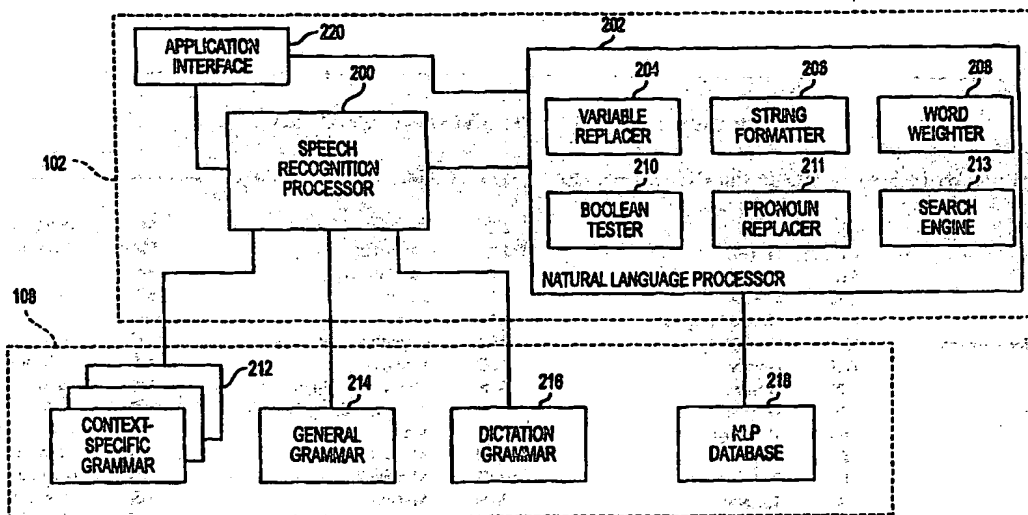 220
202
APPLICATION
INTERFACE
200
204
206
208
VARIABLE
REPLACER
STRING
FORMATTER
WORD
WEIGHTER
102
SPEECH
RECOGNITION
PROCESSOR
210
211
213
BOOLEAN
TESTER
PRONOUN
REPLACER
SEARCH
ENGINE
NATURAL LANGUAGE PROCESSOR
108
212
214
216
218
CONTEXT-
SPECIFIC
GRAMMAR
GENERAL
GRAMMAR
DICTATION
GRAMMAR
NLP
DATABASE